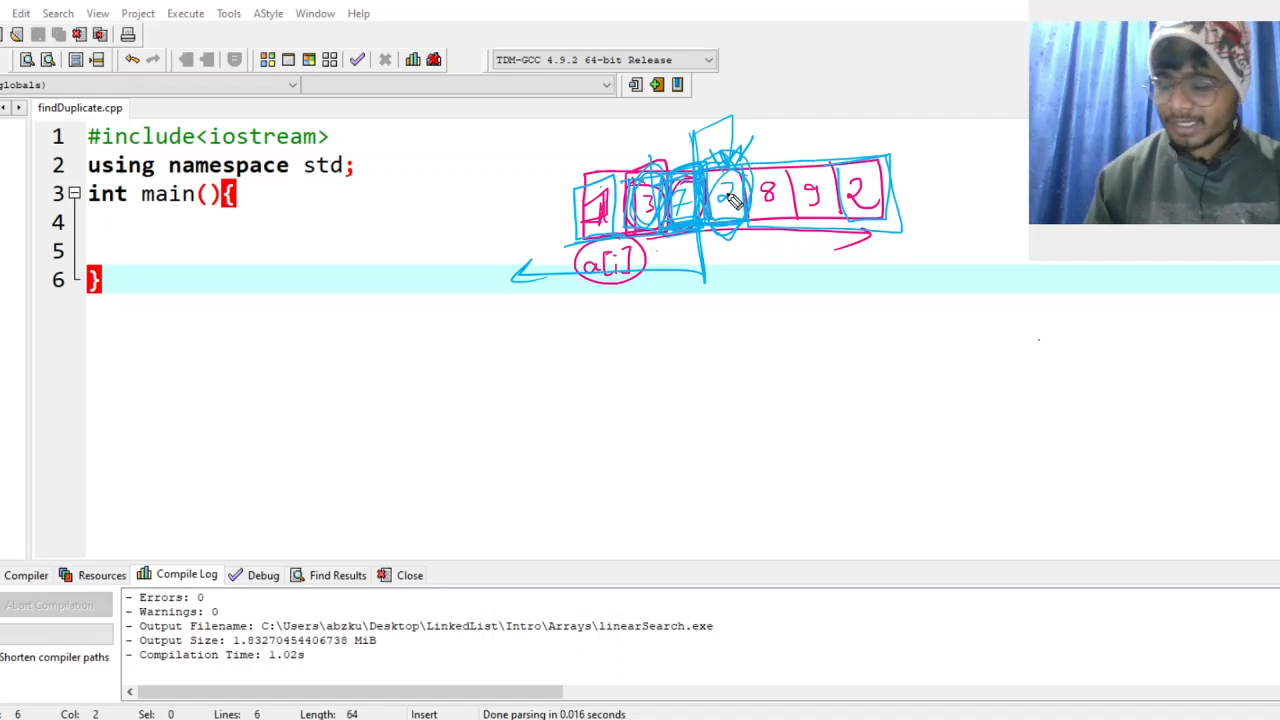 Edit Search View Project Execute Tools AStyle Window Help
TDM-GCC 4.9.2 64-bit Release
globals)
findDuplicate.cpp
1 #include<iostream>
2 using namespace std;
3 int main(){
4
5
6 }
3 7 2 8 9 2
a[i]
Compiler Resources Compile Log Debug Find Results Close
Abort Compilation
Shorten compiler paths
- Errors: 0
- Warnings: 0
- Output Filename: C:\Users\abzku\Desktop\LinkedList\Intro\Arrays\linearSearch.exe
- Output Size: 1.83270454406738 MiB
- Compilation Time: 1.02s
: 6 Col: 2 Sel: 0 Lines: 6 Length: 64 Insert Done parsing in 0.016 seconds